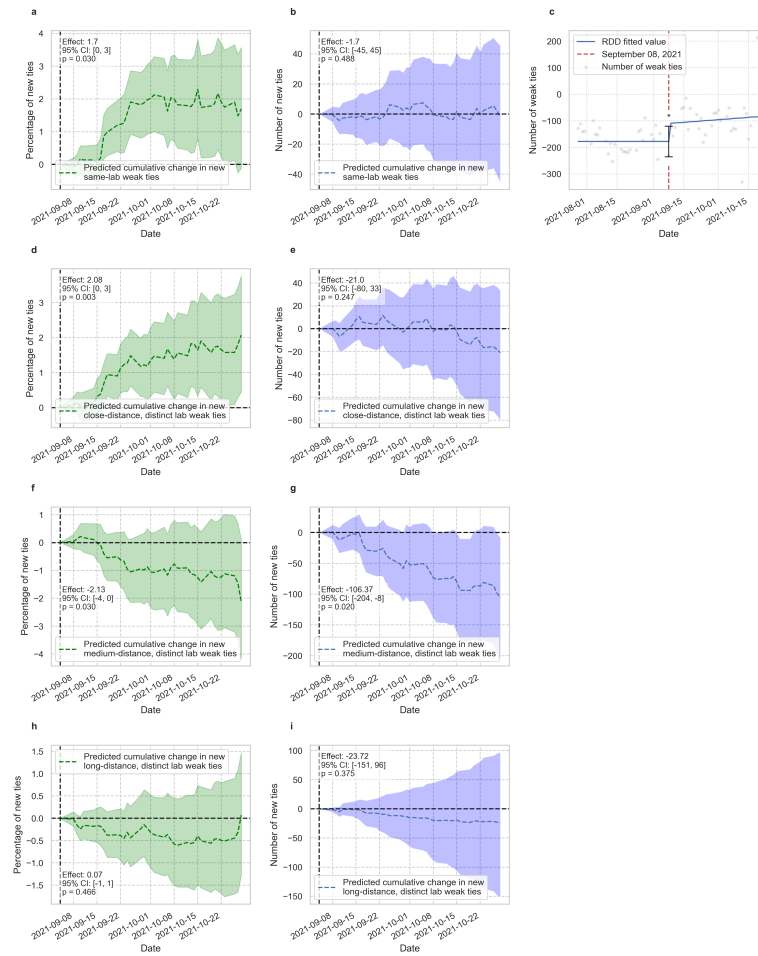 a
Effect: 1.7
95% CI: [0, 3]
p = 0.030
Percentage of new ties
4
3
2
1
0
Predicted cumulative change in new
same-lab weak ties
2021-09-08
2021-09-15
2021-09-22
2021-10-01
2021-10-08
2021-10-15
2021-10-22
Date
b
Effect: -1.7
95% CI: [-45, 45]
p = 0.488
Number of new ties
40
20
0
−20
−40
Predicted cumulative change in new
same-lab weak ties
2021-09-08
2021-09-15
2021-09-22
2021-10-01
2021-10-08
2021-10-15
2021-10-22
Date
c
RDD fitted value
September 08, 2021
Number of weak ties
Number of weak ties
200
100
0
−100
−200
−300
2021-08-01
2021-08-15
2021-09-01
2021-09-15
2021-10-01
2021-10-15
Date
d
Effect: 2.08
95% CI: [0, 3]
p = 0.003
Percentage of new ties
3
2
1
0
Predicted cumulative change in new
close-distance, distinct lab weak ties
2021-09-08
2021-09-15
2021-09-22
2021-10-01
2021-10-08
2021-10-15
2021-10-22
Date
e
Effect: -21.0
95% CI: [-80, 33]
p = 0.247
Number of new ties
40
20
0
−20
−40
−60
−80
Predicted cumulative change in new
close-distance, distinct lab weak ties
2021-09-08
2021-09-15
2021-09-22
2021-10-01
2021-10-08
2021-10-15
2021-10-22
Date
f
Percentage of new ties
1
0
−1
−2
−3
−4
Effect: -2.13
95% CI: [-4, 0]
p = 0.030
Predicted cumulative change in new
medium-distance, distinct lab weak ties
2021-09-08
2021-09-15
2021-09-22
2021-10-01
2021-10-08
2021-10-15
2021-10-22
Date
g
Number of new ties
0
−50
−100
−150
−200
Effect: -106.37
95% CI: [-204, -8]
p = 0.020
Predicted cumulative change in new
medium-distance, distinct lab weak ties
2021-09-08
2021-09-15
2021-09-22
2021-10-01
2021-10-08
2021-10-15
2021-10-22
Date
h
Predicted cumulative change in new
long-distance, distinct lab weak ties
Percentage of new ties
1.5
1.0
0.5
0.0
−0.5
−1.0
−1.5
Effect: 0.07
95% CI: [-1, 1]
p = 0.466
2021-09-08
2021-09-15
2021-09-22
2021-10-01
2021-10-08
2021-10-15
2021-10-22
Date
i
Effect: -23.72
95% CI: [-151, 96]
p = 0.375
Number of new ties
100
50
0
−50
−100
−150
Predicted cumulative change in new
long-distance, distinct lab weak ties
2021-09-08
2021-09-15
2021-09-22
2021-10-01
2021-10-08
2021-10-15
2021-10-22
Date